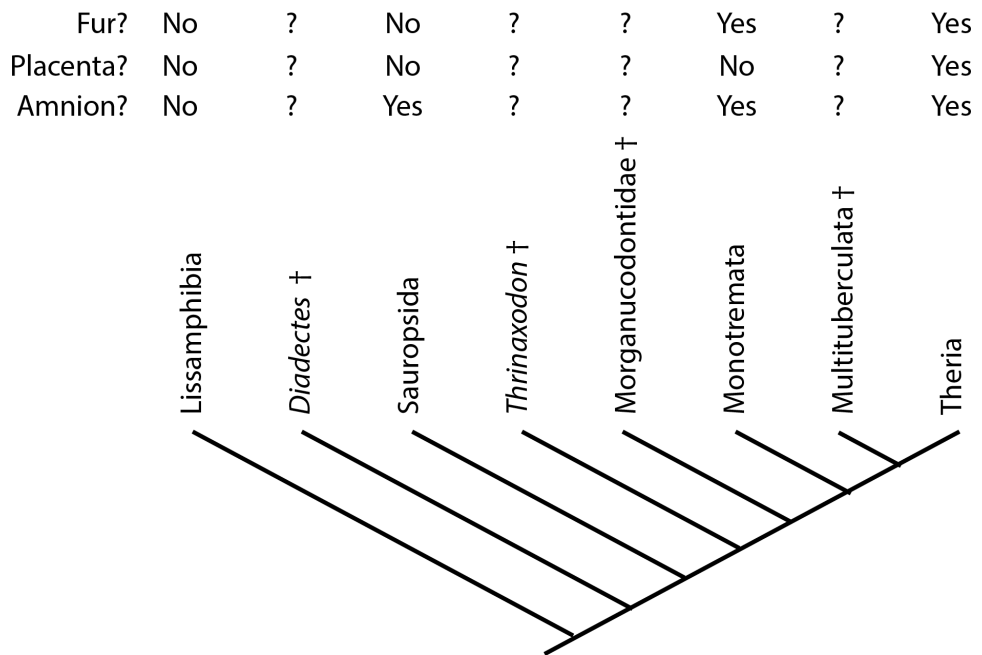 Fur? No ? No ? ? Yes ? Yes
Placenta? No ? No ? ? No ? Yes
Amnion? No ? Yes ? ? Yes ? Yes
Lissamphibia
Diadectes †
Sauropsida
Thrinaxodon †
Morganucodontidae †
Monotremata
Multituberculata †
Theria